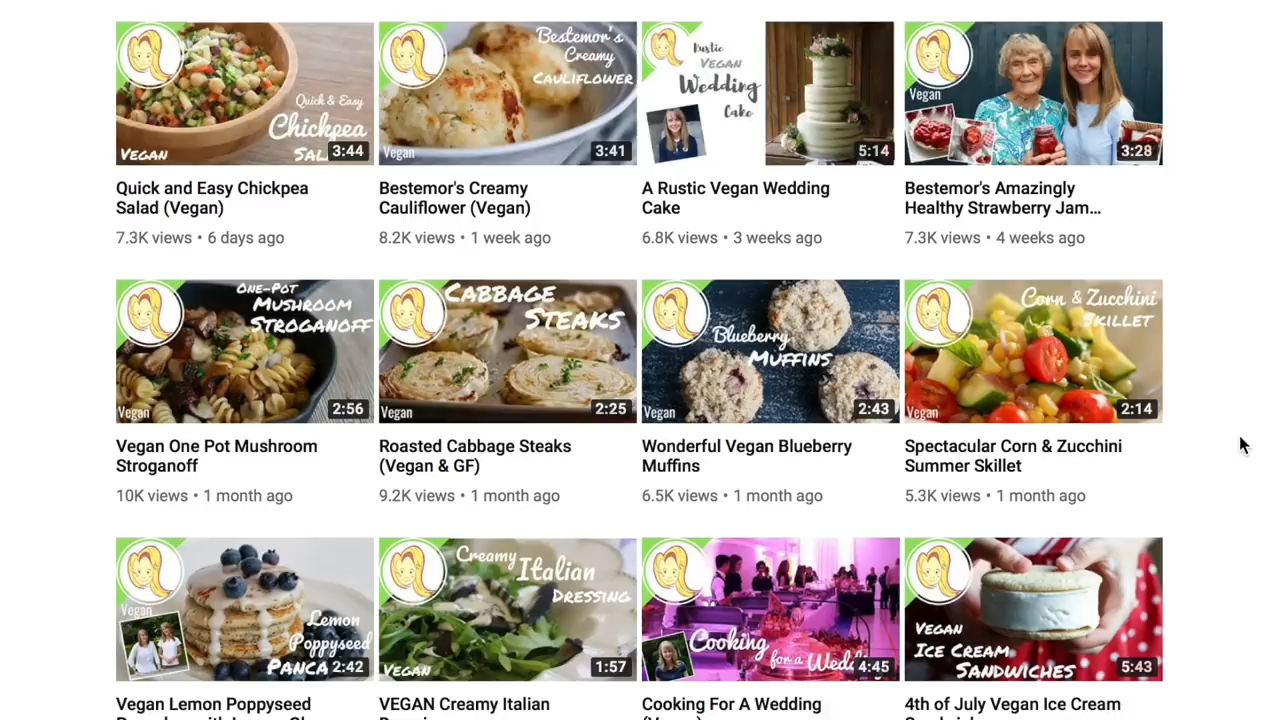 Quick & Easy
Chickpea
VEGAN
SAL
3:44
Bestemor's
Creamy
CAULIFLOWER
Vegan
3:41
Rustic
VEGAN
Wedding
Cake
5:14
Vegan
3:28
Quick and Easy Chickpea
Salad (Vegan)
7.3K views • 6 days ago
Bestemor's Creamy
Cauliflower (Vegan)
8.2K views • 1 week ago
A Rustic Vegan Wedding
Cake
6.8K views • 3 weeks ago
Bestemor's Amazingly
Healthy Strawberry Jam...
7.3K views • 4 weeks ago
ONE-POT
MUSHROOM
STROGANOFF
Vegan
2:56
CABBAGE
STEAKS
Vegan
2:25
Blueberry
MUFFINS
Vegan
2:43
Corn & Zucchini
SKILLET
Vegan
2:14
Vegan One Pot Mushroom
Stroganoff
10K views • 1 month ago
Roasted Cabbage Steaks
(Vegan & GF)
9.2K views • 1 month ago
Wonderful Vegan Blueberry
Muffins
6.5K views • 1 month ago
Spectacular Corn & Zucchini
Summer Skillet
5.3K views • 1 month ago
Vegan
Lemon
Poppyseed
PANCA
2:42
Creamy
Italian
DRESSING
VEGAN
1:57
Cooking
for a Wedd
4:45
VEGAN
ICE CREAM
SANDWICHES
5:43
Vegan Lemon Poppyseed
VEGAN Creamy Italian
Cooking For A Wedding
4th of July Vegan Ice Cream